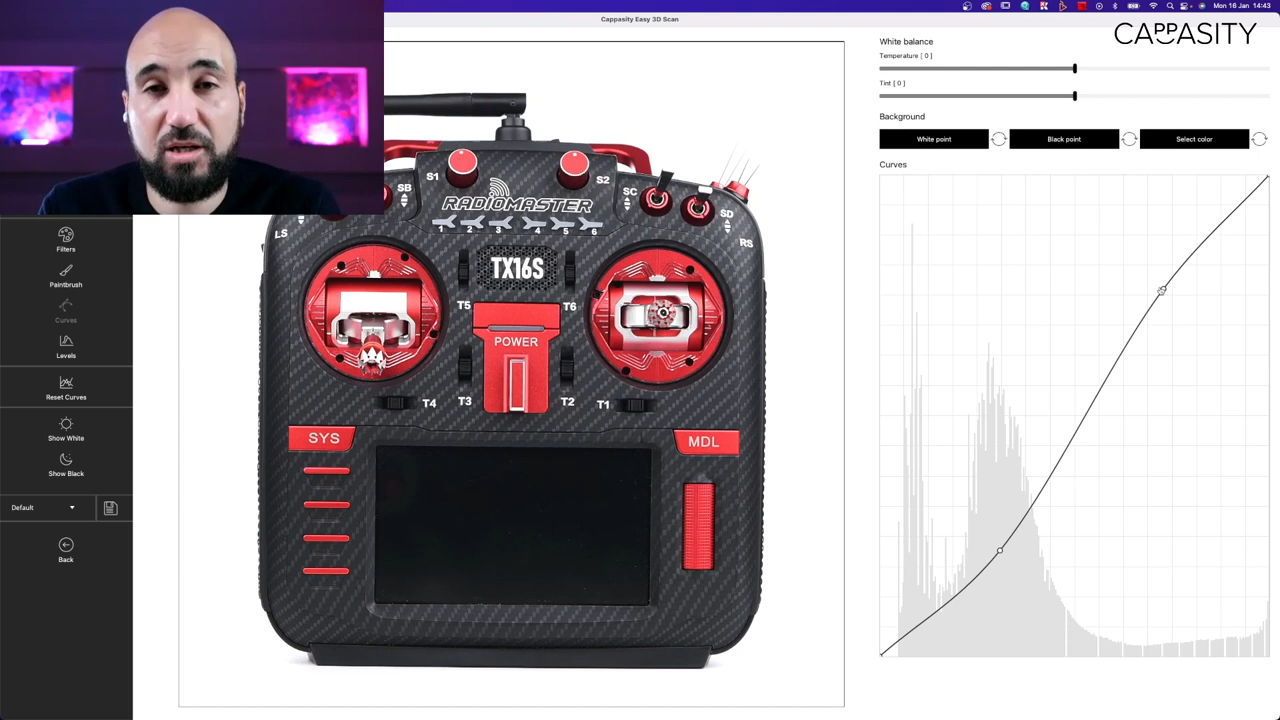 Cappasity Easy 3D Scan
Mon 16 Jan 14:43
CAPPASITY
White balance
Temperature [ 0 ]
Tint [ 0 ]
Background
White point
Black point
Select color
Curves
Filters
Paintbrush
Curves
Levels
Reset Curves
Show White
Show Black
Default
Back
SB
S1
S2
SC
SD
LS
RS
RADIOMASTER
1 2 3 4 5 6
TX16S
T5
T6
POWER
T4
T3
T2
T1
SYS
MDL